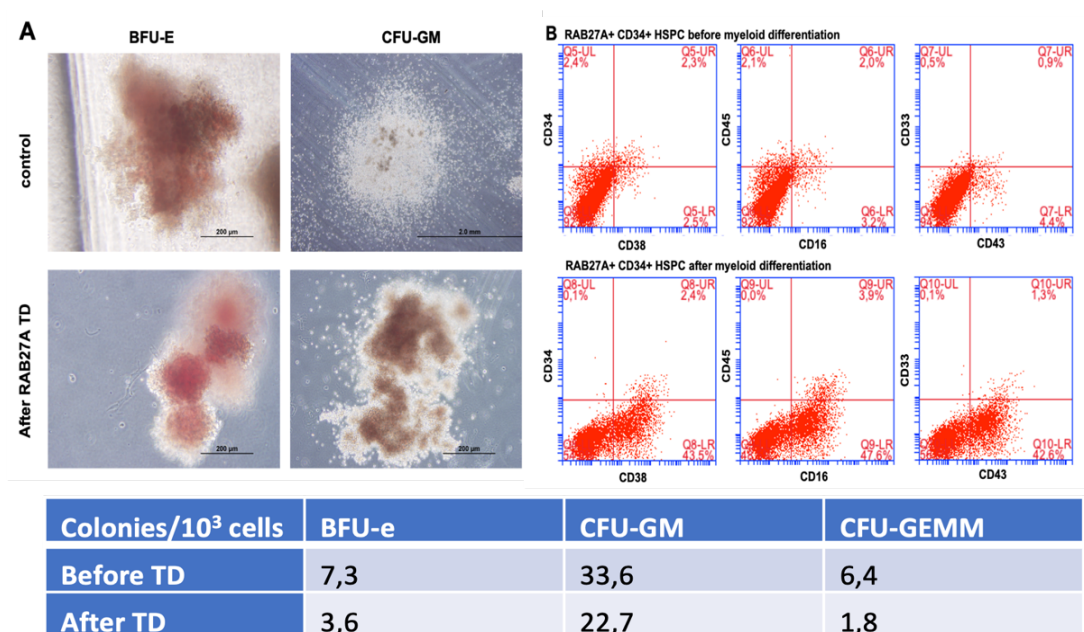 A
BFU-E
CFU-GM
control
200 µm
2.0 mm
After RAB27A TD
200 µm
200 µm
B
RAB27A+ CD34+ HSPC before myeloid differentiation
Q5-UL
2,4%
Q5-UR
2,3%
Q5-LR
2,5%
CD34
CD38
Q6-UL
2,1%
Q6-UR
2,0%
Q6-LR
3,2%
CD45
CD16
Q7-UL
0,5%
Q7-UR
0,9%
Q7-LR
4,4%
CD33
CD43
RAB27A+ CD34+ HSPC after myeloid differentiation
Q8-UL
0,1%
Q8-UR
2,4%
Q8-LR
43,5%
CD34
CD38
Q9-UL
0,0%
Q9-UR
3,9%
Q9-LR
47,6%
CD45
CD16
Q10-UL
0,1%
Q10-UR
1,3%
Q10-LR
42,6%
CD33
CD43
Colonies/10³ cells BFU-e CFU-GM CFU-GEMM
Before TD 7,3 33,6 6,4
After TD 3,6 22,7 1,8